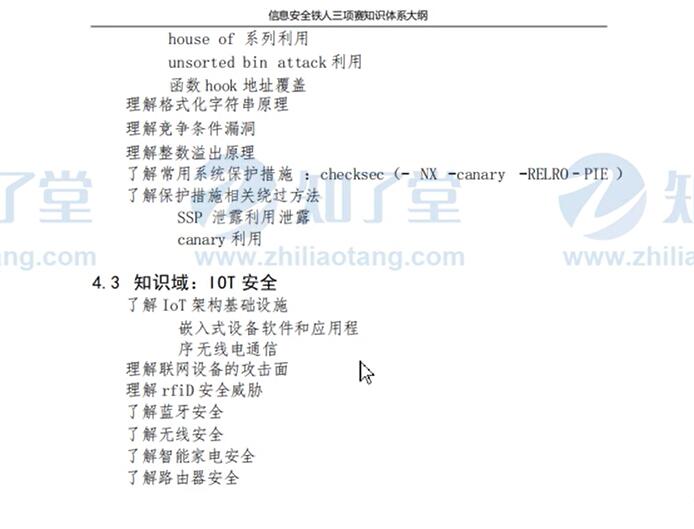 信息安全铁人三项赛知识体系大纲
house of 系列利用
unsorted bin attack 利用
函数 hook 地址覆盖
理解格式化字符串原理
理解竞争条件漏洞
理解整数溢出原理
了解常用系统保护措施 :checksec (- NX -canary -RELRO-PIE )
了解保护措施相关绕过方法
SSP 泄露利用泄露
canary 利用
4.3 知识域: IOT 安全
了解 IoT 架构基础设施
嵌入式设备软件和应用程
序无线电通信
理解联网设备的攻击面
理解 rfiD 安全威胁
了解蓝牙安全
了解无线安全
了解智能家电安全
了解路由器安全
知了堂
www.zhiliaotang.com
知了堂
tang.com
www.zhiliaotang